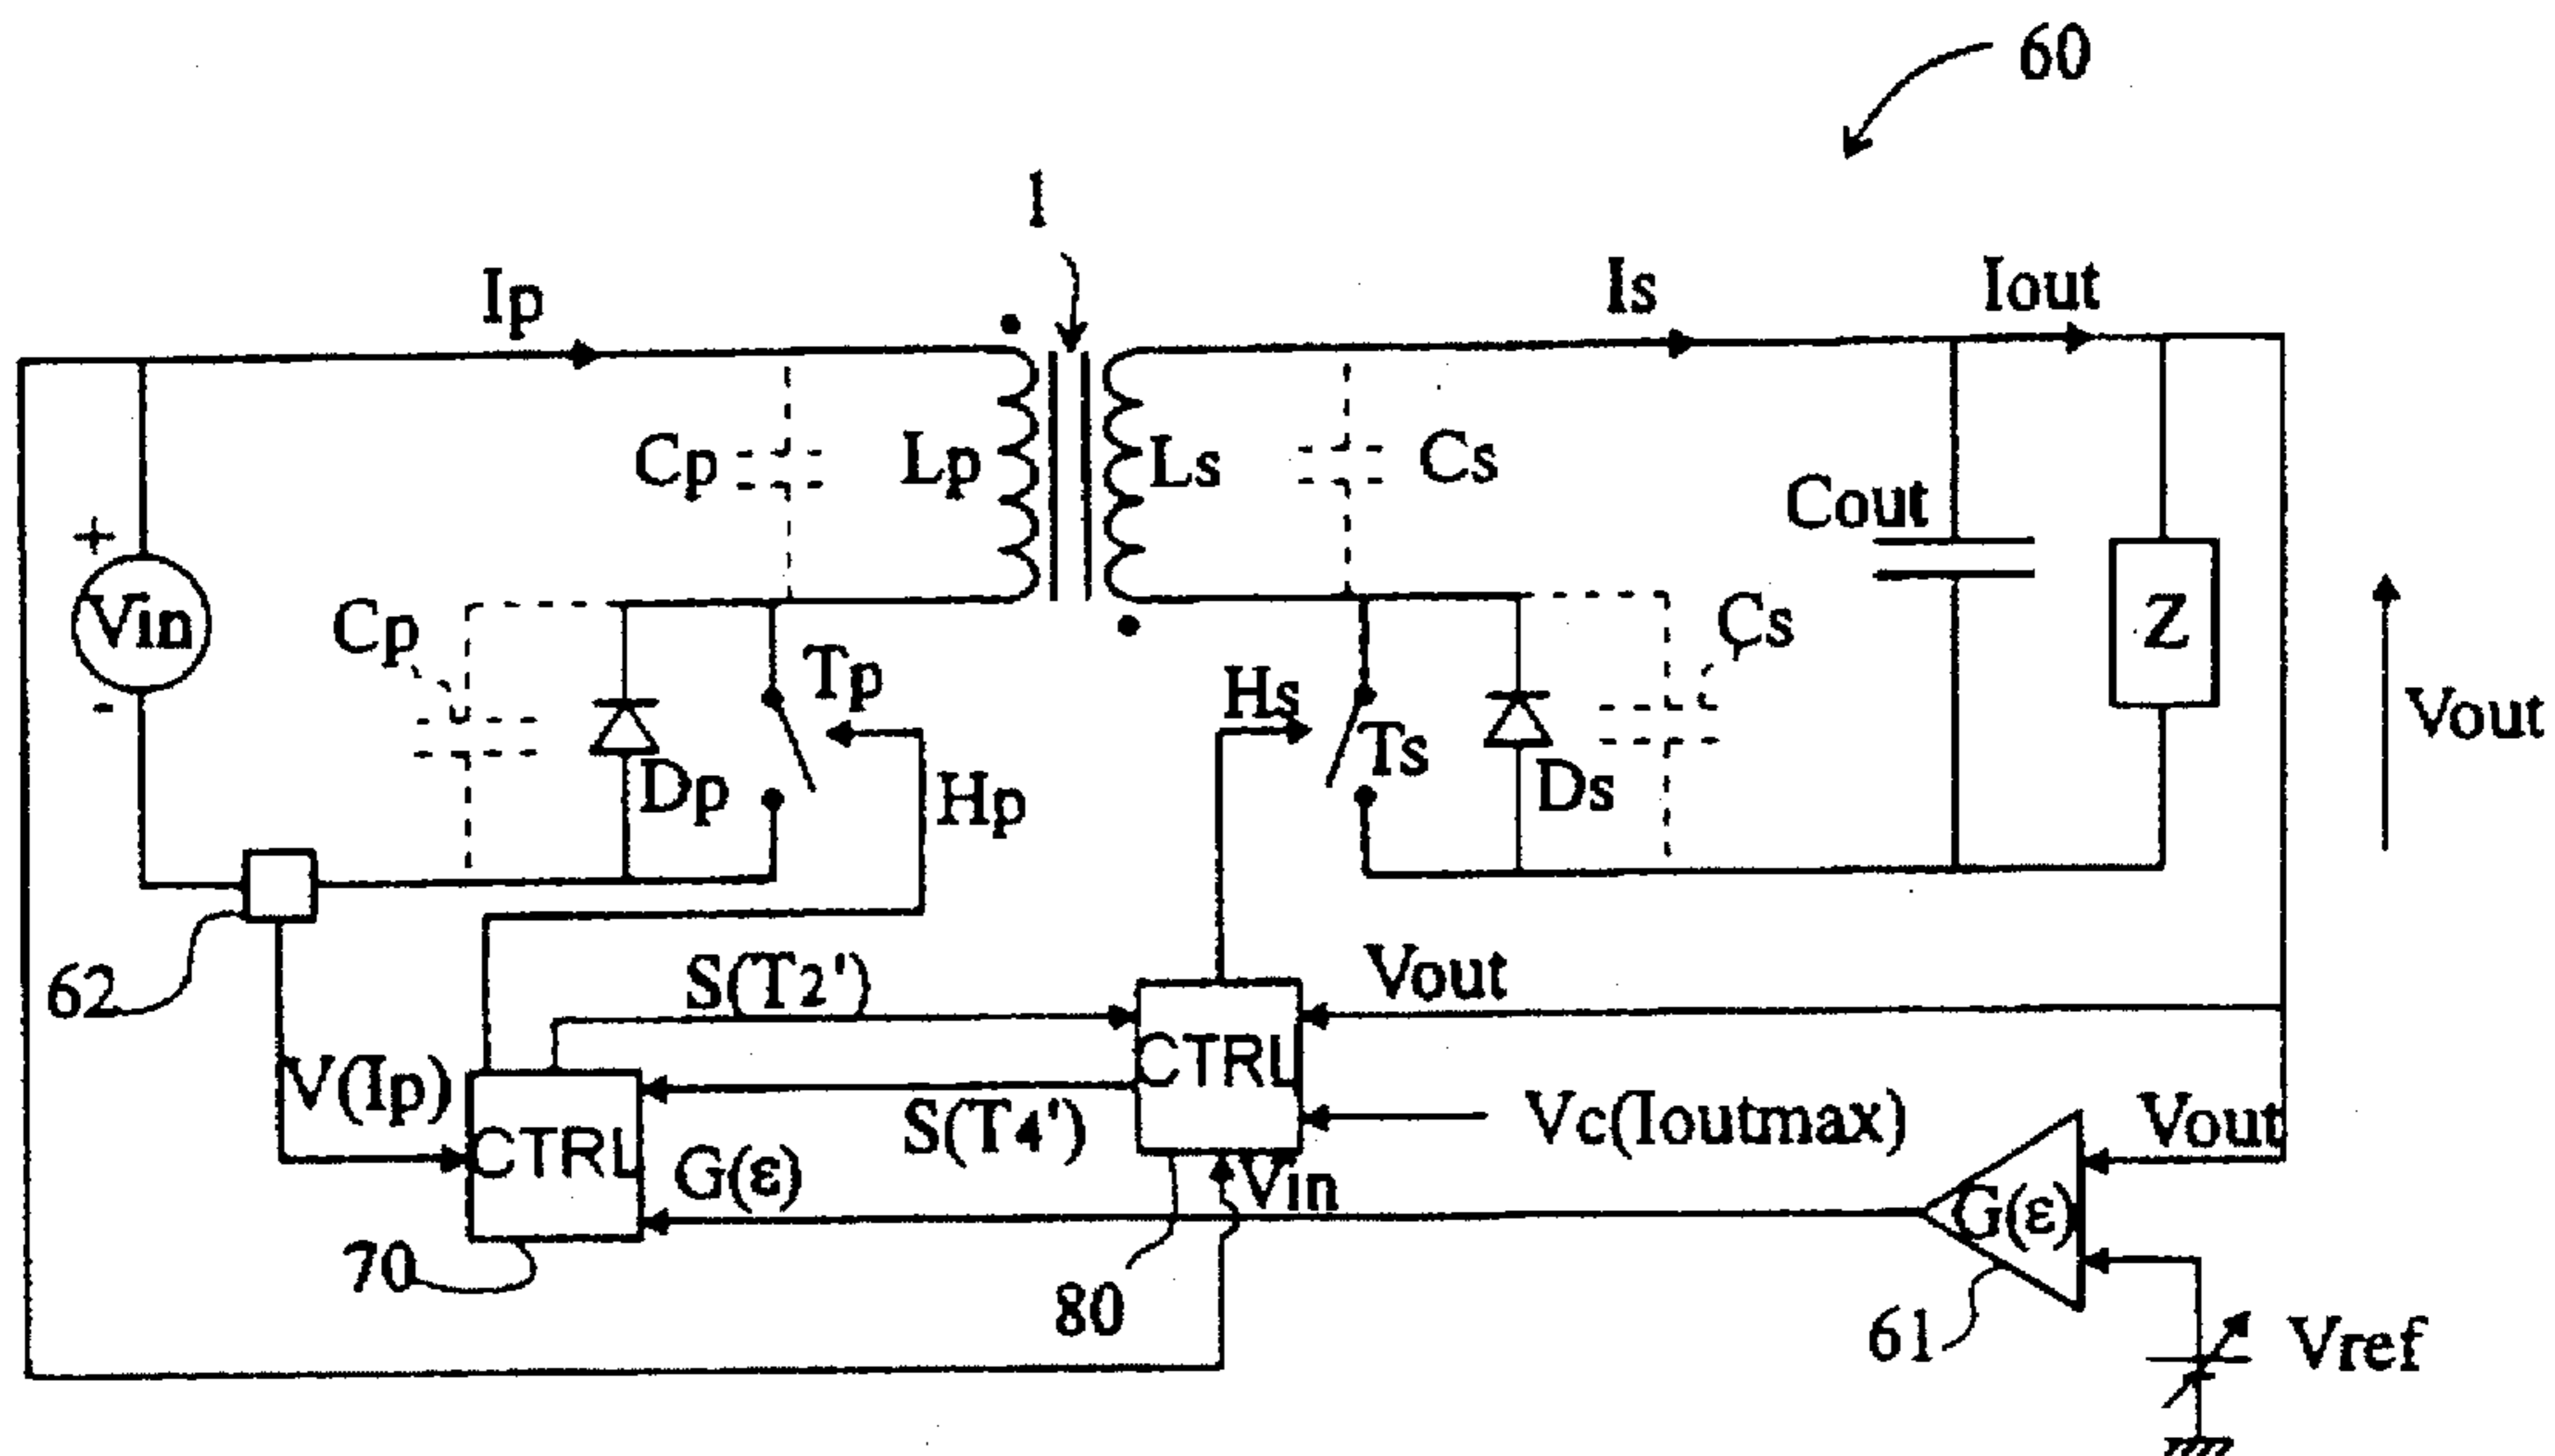 60
1
Ip
Is
Iout
Cp
Lp
Ls
Cs
Cout
+
Vin
-
Cp
Tp
Dp
Hp
Hs
Ts
Ds
Cs
Z
Vout
62
S(T2')
Vout
V(Ip)
CTRL
CTRL
S(T4')
Vc(Ioutmax)
Vout
G(ε)
Vin
G(ε)
70
80
61
Vref